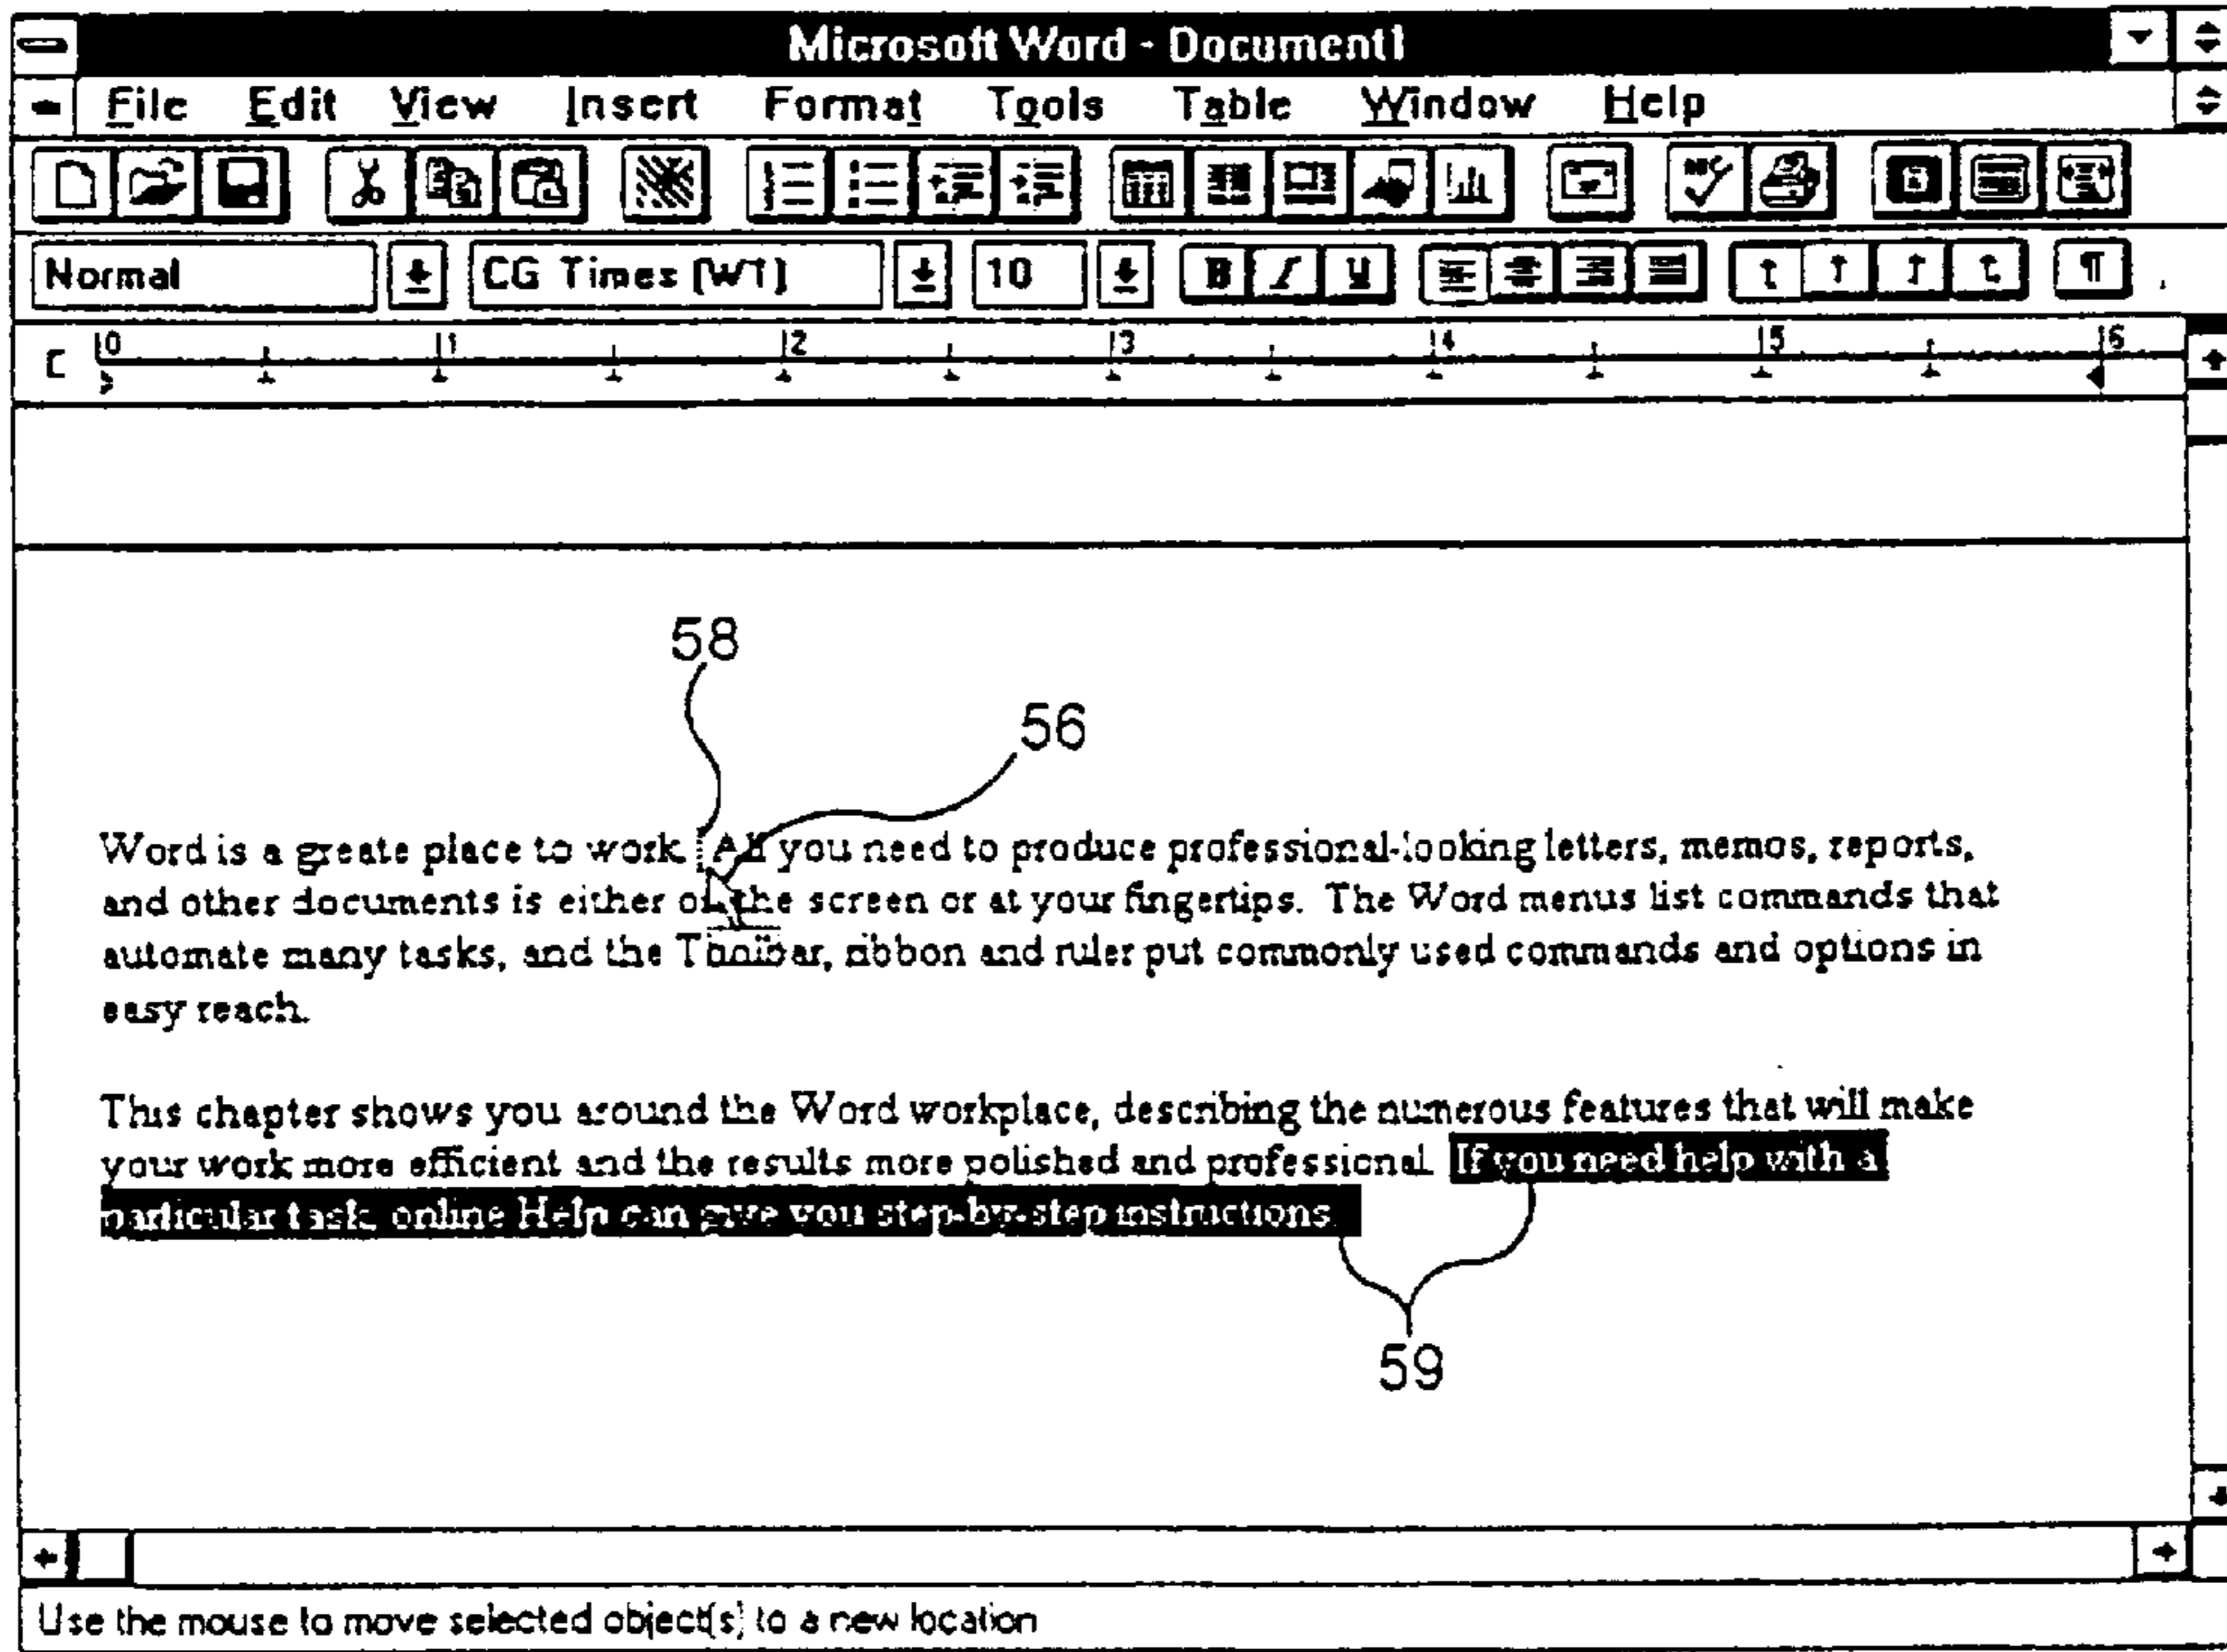 Microsoft Word - Document1
File Edit View Insert Format Tools Table Window Help
ABC
Normal CG Times (W1) 10 B I U ¶
0 1 2 3 4 5 6
58
56
Word is a greate place to work. All you need to produce professional-looking letters, memos, reports,
and other documents is either on the screen or at your fingertips. The Word menus list commands that
automate many tasks, and the Toolbar, ribbon and ruler put commonly used commands and options in
easy reach.
This chapter shows you around the Word workplace, describing the numerous features that will make
your work more efficient and the results more polished and professional. If you need help with a
particular task, online Help can give you step-by-step instructions.
59
Use the mouse to move selected object(s) to a new location